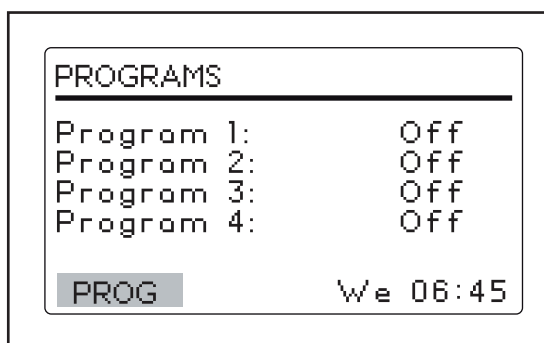 PROGRAMS
Program 1: Off
Program 2: Off
Program 3: Off
Program 4: Off
PROG We 06:45